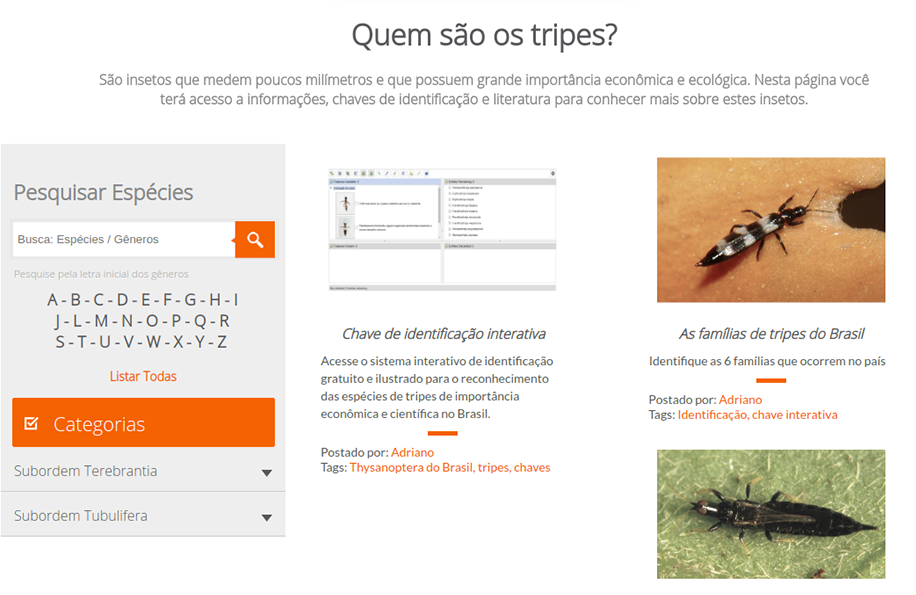 Quem são os tripes?
São insetos que medem poucos milímetros e que possuem grande importância econômica e ecológica. Nesta página você
terá acesso a informações, chaves de identificação e literatura para conhecer mais sobre estes insetos.
Pesquisar Espécies
Busca: Espécies / Gêneros
Pesquise pela letra inicial dos gêneros
A - B - C - D - E - F - G - H - I
J - L - M - N - O - P - Q - R
S - T - U - V - W - X - Y - Z
Listar Todas
Categorias
Subordem Terebrantia
Subordem Tubulifera
Chave de identificação interativa
Acesse o sistema interativo de identificação
gratuito e ilustrado para o reconhecimento
das espécies de tripes de importância
econômica e científica no Brasil.
Postado por: Adriano
Tags: Thysanoptera do Brasil, tripes, chaves
As famílias de tripes do Brasil
Identifique as 6 famílias que ocorrem no país
Postado por: Adriano
Tags: Identificação, chave interativa